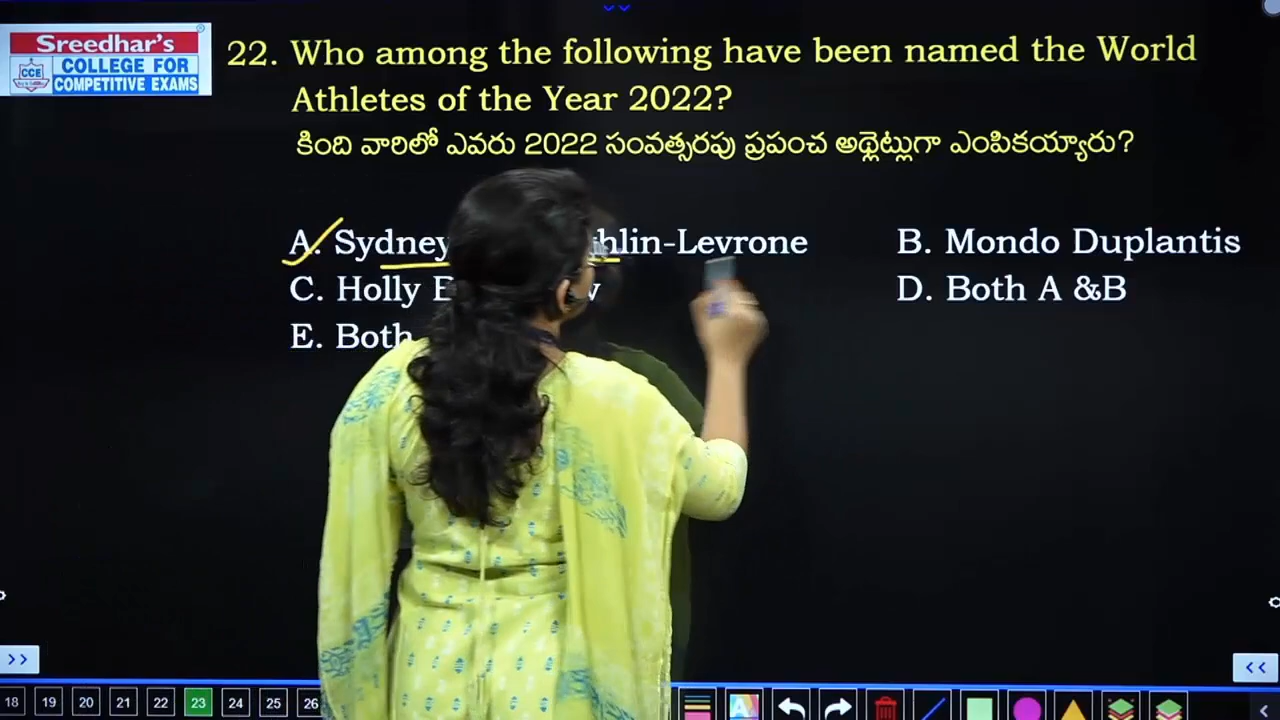 Sreedhar's
CCE
COLLEGE FOR
COMPETITIVE EXAMS
22. Who among the following have been named the World
Athletes of the Year 2022?
కింది వారిలో ఎవరు 2022 సంవత్సరపు ప్రపంచ అథ్లెట్లుగా ఎంపికయ్యారు?
A. Sydney hlin-Levrone B. Mondo Duplantis
C. Holly D. Both A &B
E. Both
>> <<
18 19 20 21 22 23 24 25 26 A <